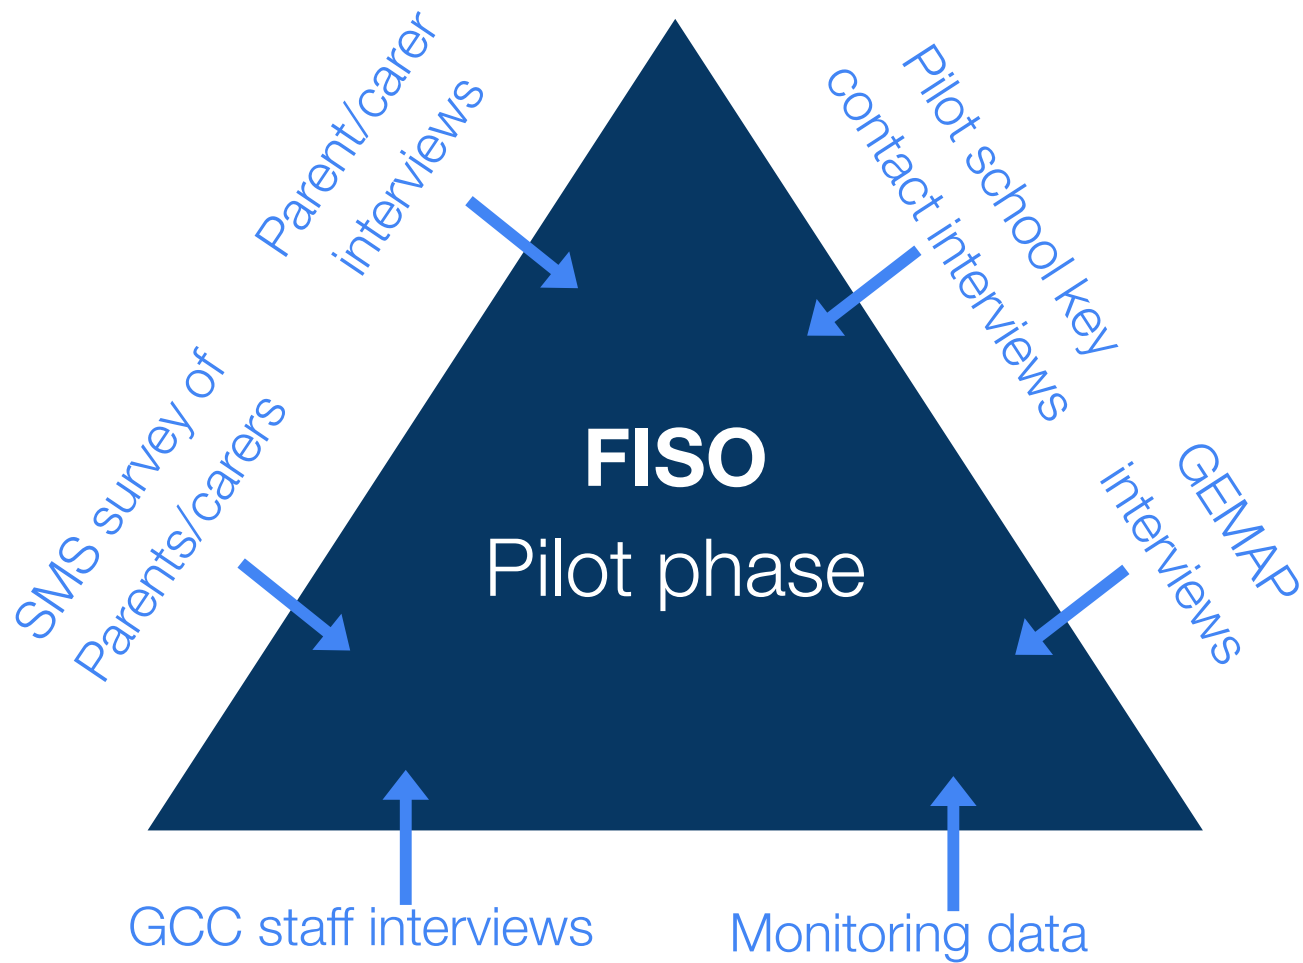 Parent/carer
interviews
Pilot school key
contact interviews
SMS survey of
Parents/carers
FISO
Pilot phase
GEMAP
interviews
GCC staff interviews
Monitoring data